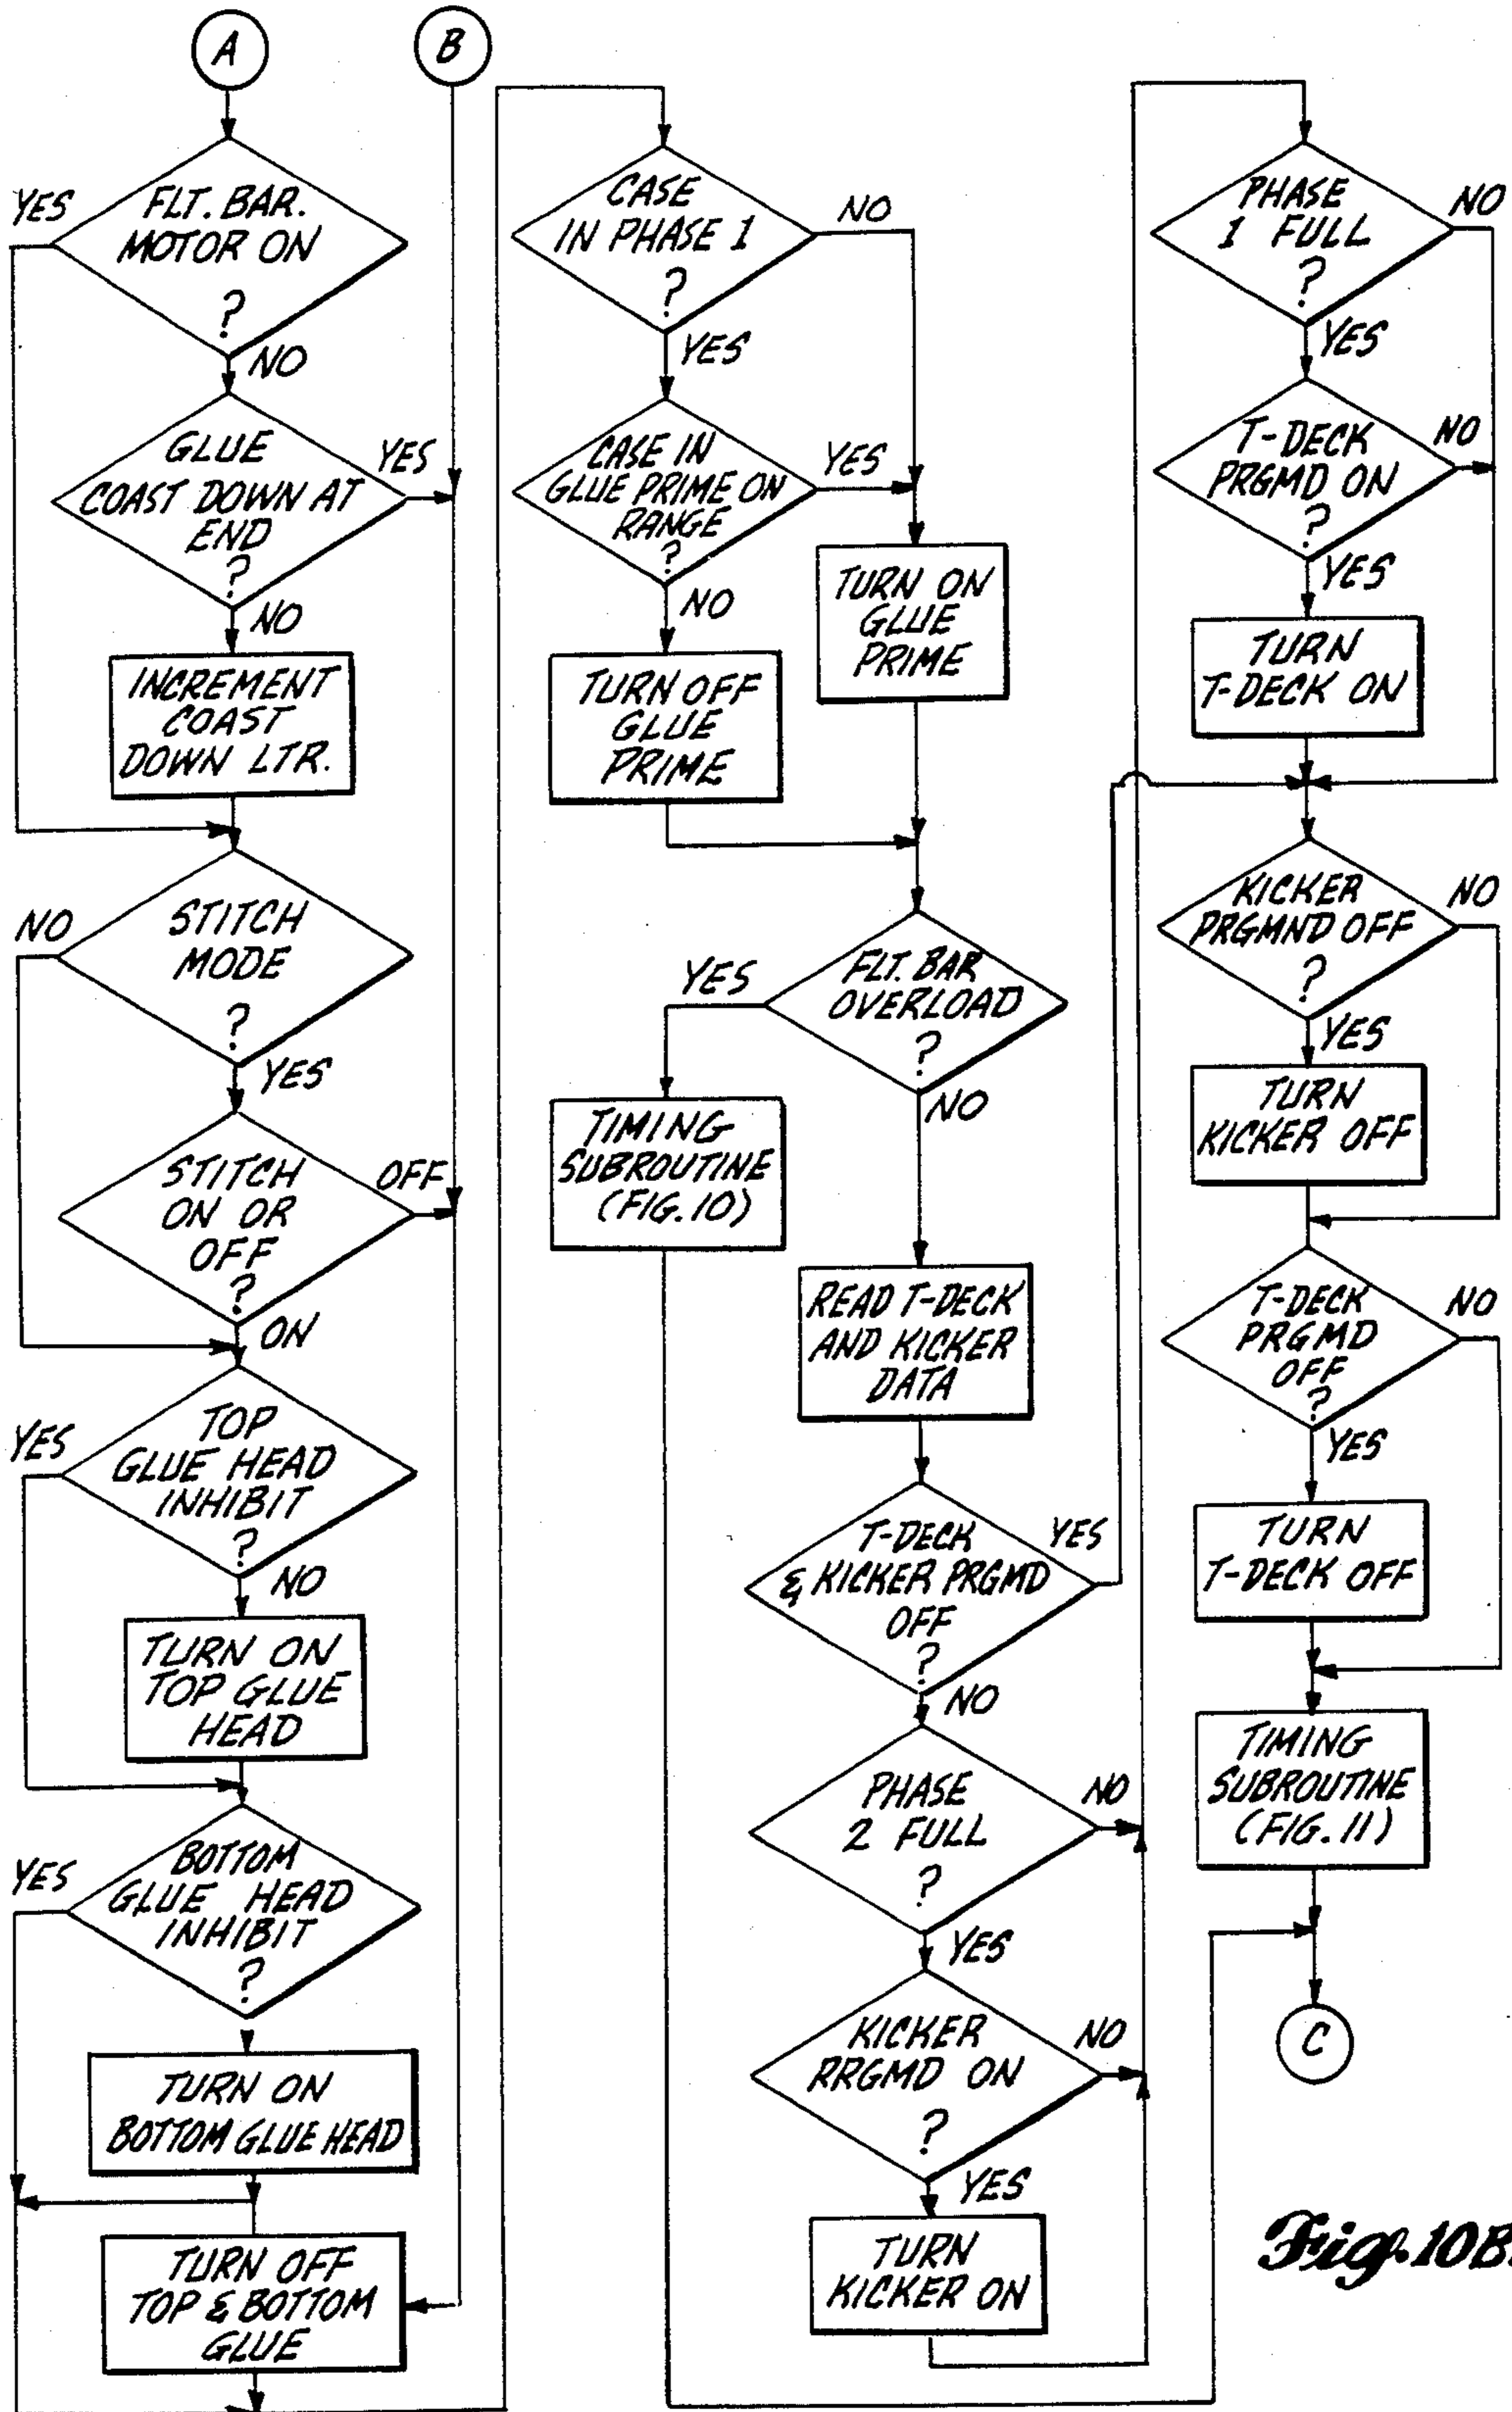 A
FLT. BAR.
MOTOR ON
?
YES
NO
GLUE
COAST DOWN AT
END
?
YES
NO
INCREMENT
COAST
DOWN LTR.
STITCH
MODE
?
NO
YES
STITCH
ON OR
OFF
?
OFF
ON
TOP
GLUE HEAD
INHIBIT
?
YES
NO
TURN ON
TOP GLUE
HEAD
BOTTOM
GLUE HEAD
INHIBIT
?
YES
TURN ON
BOTTOM GLUE HEAD
TURN OFF
TOP & BOTTOM
GLUE
B
CASE
IN PHASE 1
?
NO
YES
CASE IN
GLUE PRIME ON
RANGE
?
YES
NO
TURN OFF
GLUE
PRIME
TURN ON
GLUE
PRIME
FLT. BAR
OVERLOAD
?
YES
NO
TIMING
SUBROUTINE
(FIG. 10)
READ T-DECK
AND KICKER
DATA
T-DECK
& KICKER PRGMD
OFF
?
YES
NO
PHASE
2 FULL
?
NO
YES
KICKER
RRGMD ON
?
NO
YES
TURN
KICKER ON
PHASE
1 FULL
?
NO
YES
T-DECK
PRGMD ON
?
NO
YES
TURN
T-DECK ON
KICKER
PRGMND OFF
?
NO
YES
TURN
KICKER OFF
T-DECK
PRGMD
OFF
?
NO
YES
TURN
T-DECK OFF
TIMING
SUBROUTINE
(FIG. 11)
C
Fig. 10B.